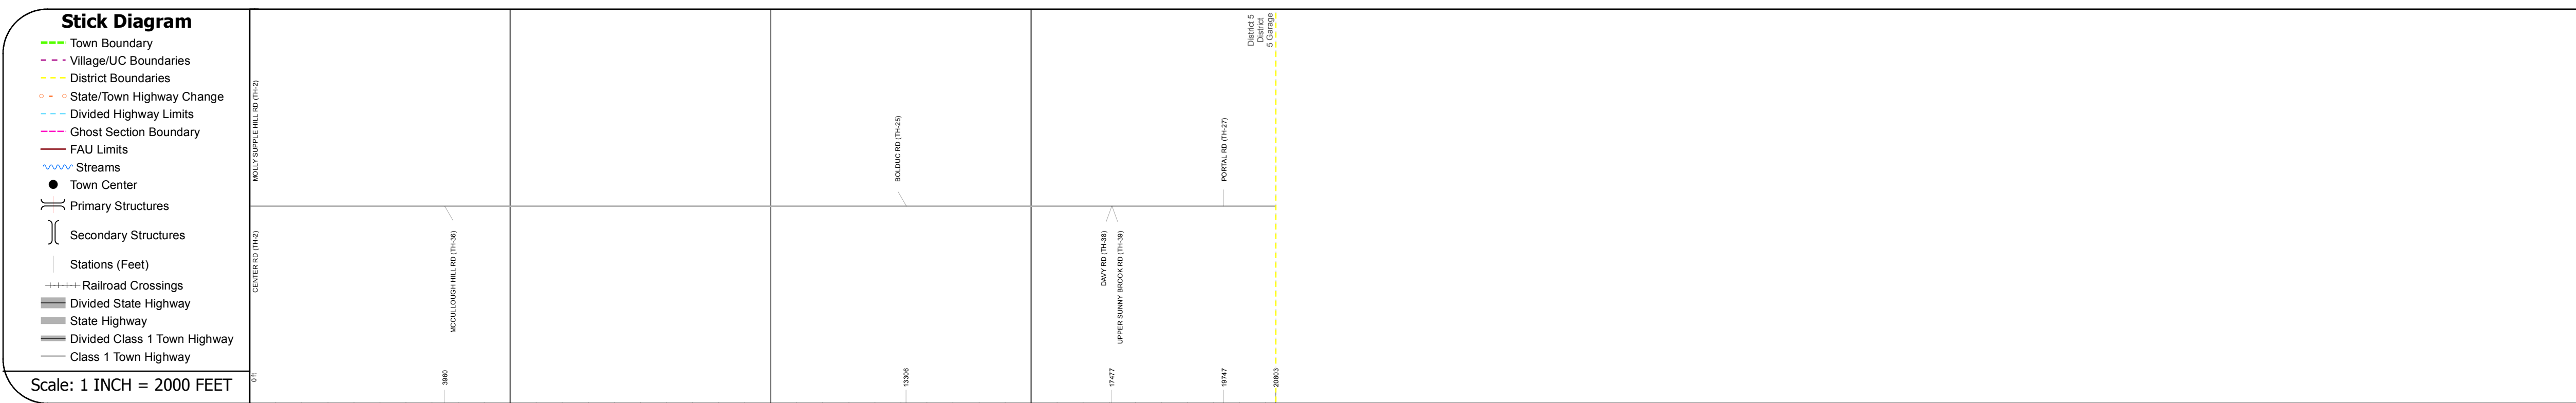 Stick Diagram
Town Boundary
Village/UC Boundaries
District Boundaries
State/Town Highway Change
Divided Highway Limits
Ghost Section Boundary
FAU Limits
Streams
Town Center
Primary Structures
Secondary Structures
Stations (Feet)
Railroad Crossings
Divided State Highway
State Highway
Divided Class 1 Town Highway
Class 1 Town Highway
Scale: 1 INCH = 2000 FEET
MOLLY SUPPLE HILL RD (TH-2)
CENTER RD (TH-2)
0 ft
MCCULLOUGH HILL RD (TH-36)
3960
BOLDUC RD (TH-25)
13306
DAVY RD (TH-38)
UPPER SUNNY BROOK RD (TH-39)
17477
PORTAL RD (TH-27)
19747
District 5
District
5 Garage
20803